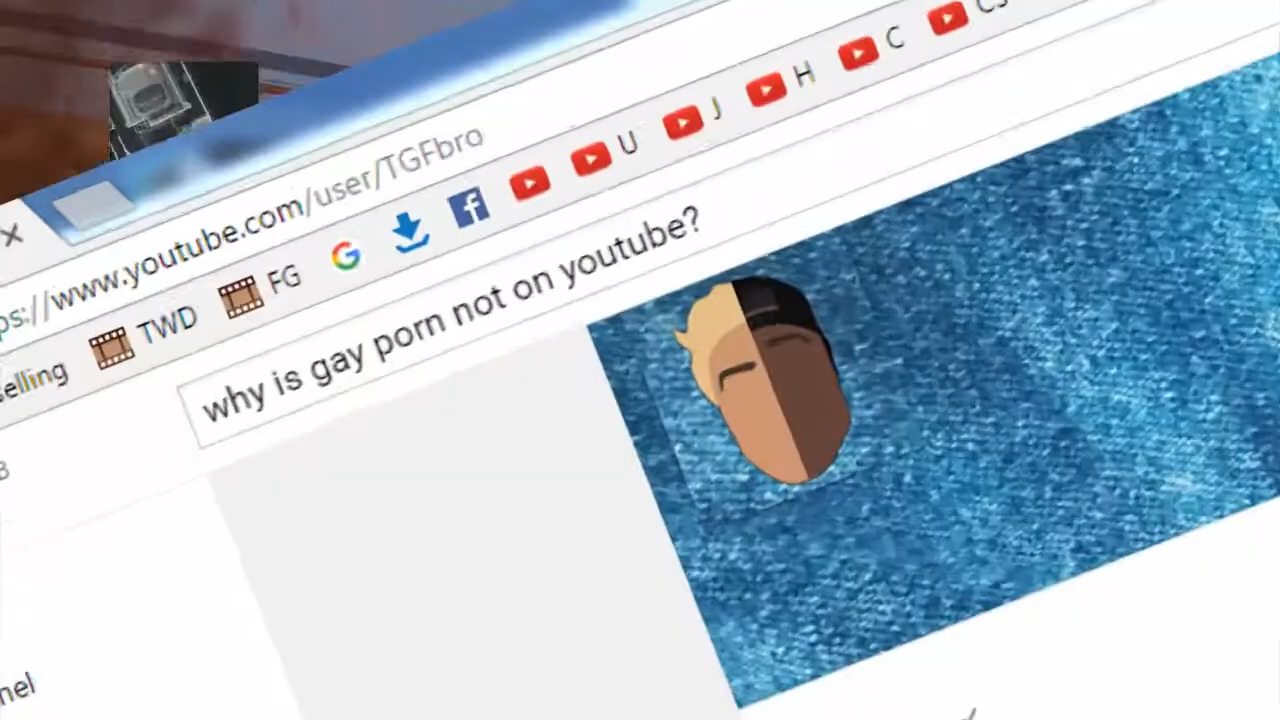 ps://www.youtube.com/user/TGFbro
elling TWD FG U J H C
why is gay porn not on youtube?
B
nel